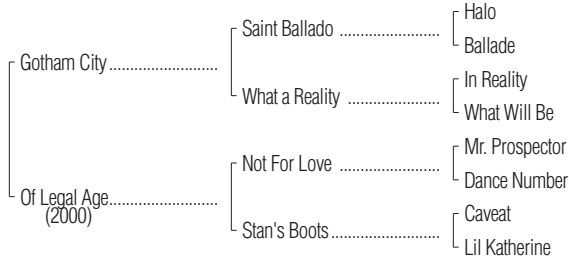 Halo
Saint Ballado ....................
Ballade
Gotham City .........................
In Reality
What a Reality ..................
What Will Be
Mr. Prospector
Not For Love ....................
Dance Number
Of Legal Age.........................
(2000)
Caveat
Stan's Boots .....................
Lil Katherine